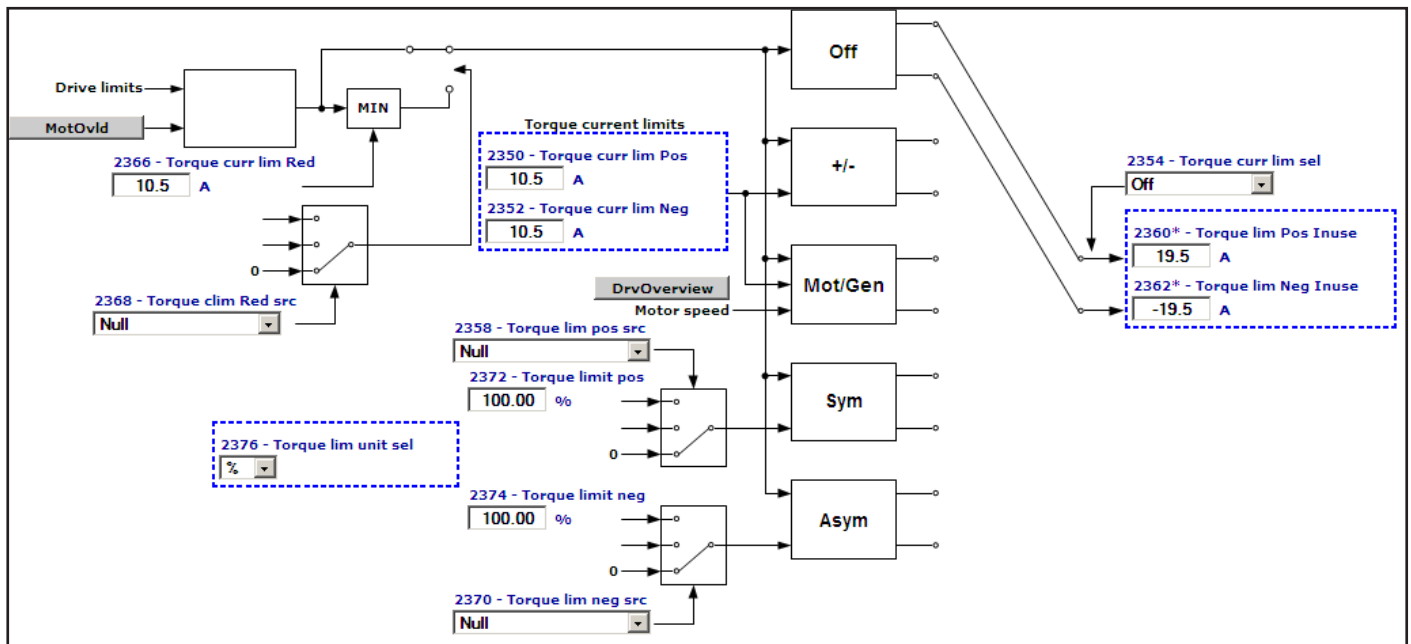 Off
Drive limits
MotOvld
MIN
Torque current limits
2366 - Torque curr lim Red
10.5 A
2350 - Torque curr lim Pos
10.5 A
2352 - Torque curr lim Neg
10.5 A
+/-
2354 - Torque curr lim sel
Off
2360* - Torque lim Pos Inuse
19.5 A
2362* - Torque lim Neg Inuse
-19.5 A
0
2368 - Torque clim Red src
Null
DrvOverview
Motor speed
Mot/Gen
2358 - Torque lim pos src
Null
2372 - Torque limit pos
100.00 %
0
Sym
2376 - Torque lim unit sel
%
2374 - Torque limit neg
100.00 %
0
Asym
2370 - Torque lim neg src
Null